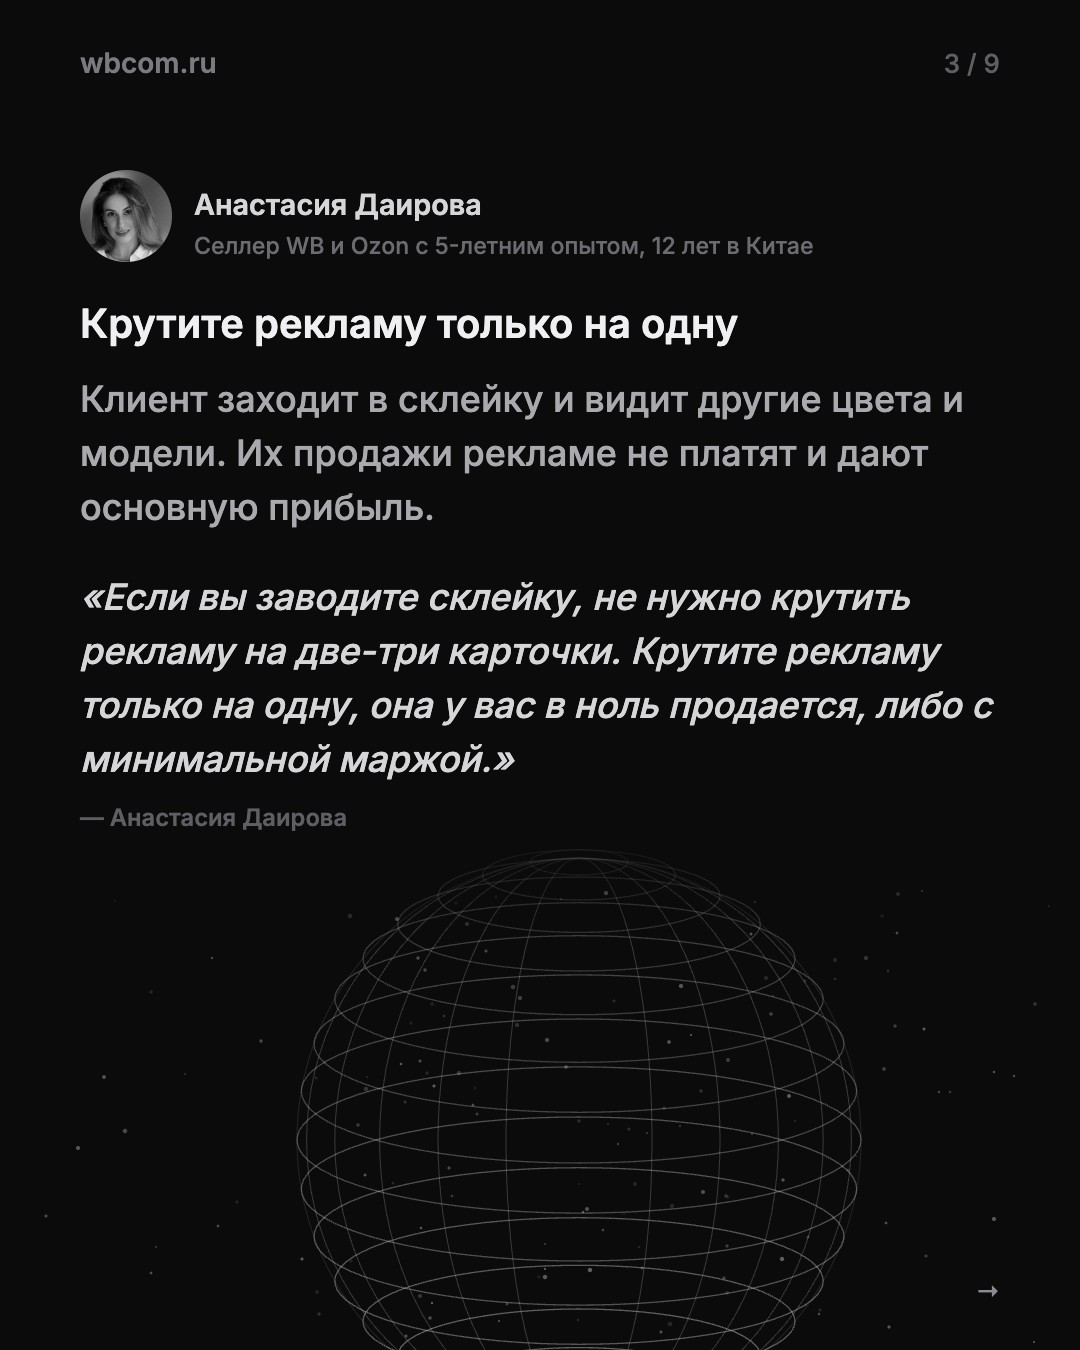 wbcom.ru
3 / 9
Анастасия Даирова
Селлер WB и Ozon с 5-летним опытом, 12 лет в Китае
Крутите рекламу только на одну
Клиент заходит в склейку и видит другие цвета и
модели. Их продажи рекламе не платят и дают
основную прибыль.
«Если вы заводите склейку, не нужно крутить
рекламу на две-три карточки. Крутите рекламу
только на одну, она у вас в ноль продается, либо с
минимальной маржой.»
— Анастасия Даирова
→